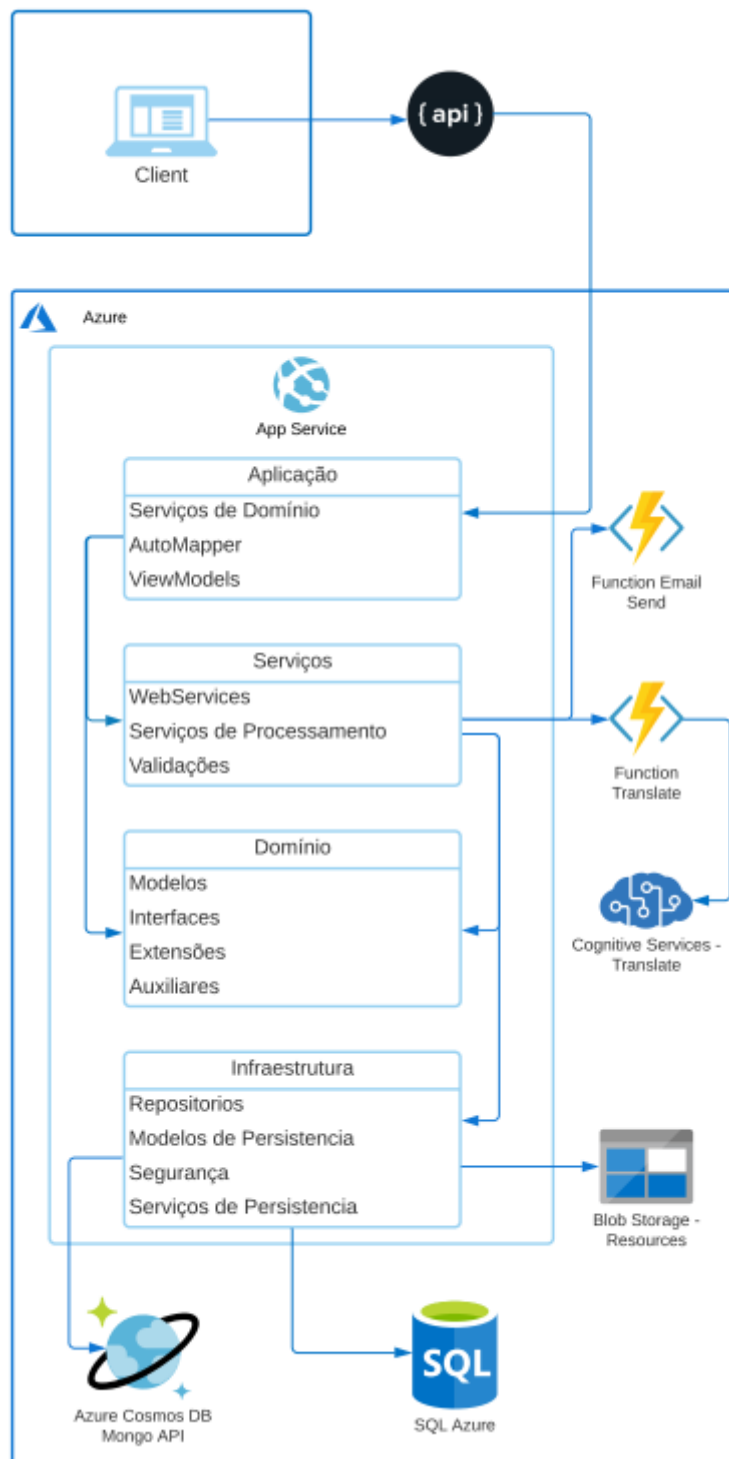 {api}
Client
Azure
App Service
Aplicação
Serviços de Domínio
AutoMapper
ViewModels
Function Email
Send
Serviços
WebServices
Serviços de Processamento
Validações
Function
Translate
Domínio
Modelos
Interfaces
Extensões
Auxiliares
Cognitive Services -
Translate
Infraestrutura
Repositorios
Modelos de Persistencia
Segurança
Serviços de Persistencia
Blob Storage -
Resources
Azure Cosmos DB
Mongo API
SQL
SQL Azure